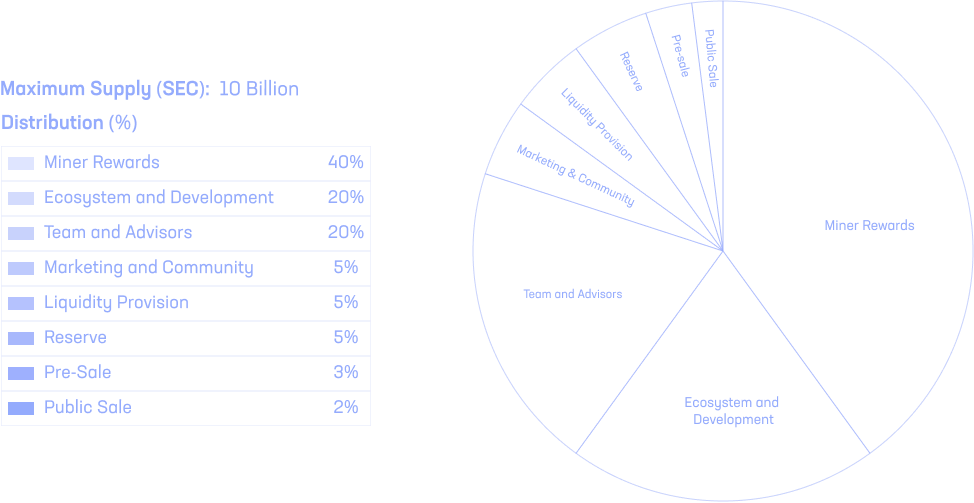 Maximum Supply (SEC): 10 Billion
Distribution (%)
Miner Rewards 40%
Ecosystem and Development 20%
Team and Advisors 20%
Marketing and Community 5%
Liquidity Provision 5%
Reserve 5%
Pre-Sale 3%
Public Sale 2%
Public Sale
Pre-sale
Reserve
Liquidity Provision
Marketing & Community
Miner Rewards
Team and Advisors
Ecosystem and
Development